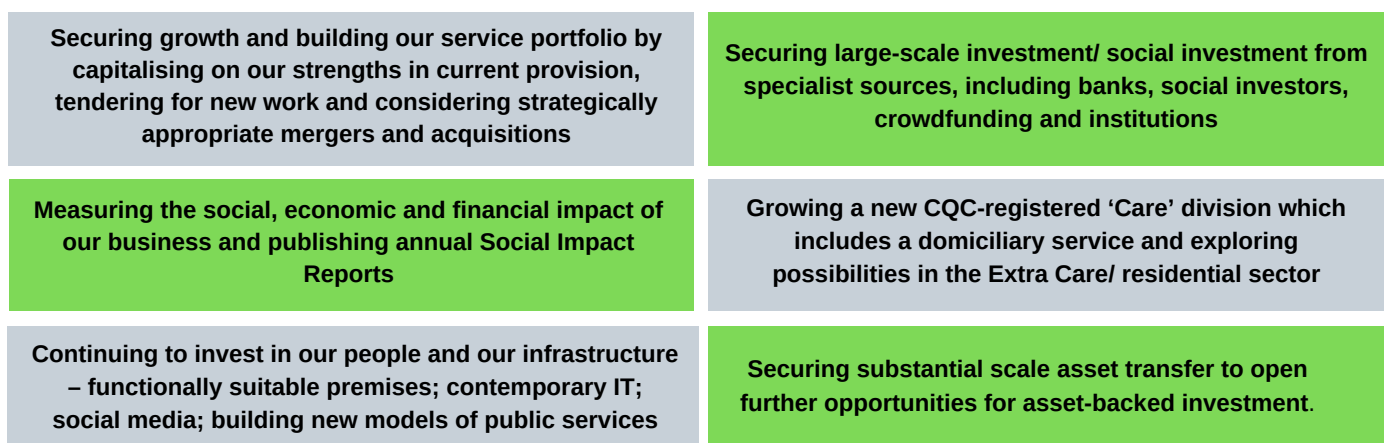 Securing growth and building our service portfolio by
capitalising on our strengths in current provision,
tendering for new work and considering strategically
appropriate mergers and acquisitions
Securing large-scale investment/ social investment from
specialist sources, including banks, social investors,
crowdfunding and institutions
Measuring the social, economic and financial impact of
our business and publishing annual Social Impact
Reports
Growing a new CQC-registered ‘Care’ division which
includes a domiciliary service and exploring
possibilities in the Extra Care/ residential sector
Continuing to invest in our people and our infrastructure
– functionally suitable premises; contemporary IT;
social media; building new models of public services
Securing substantial scale asset transfer to open
further opportunities for asset-backed investment.